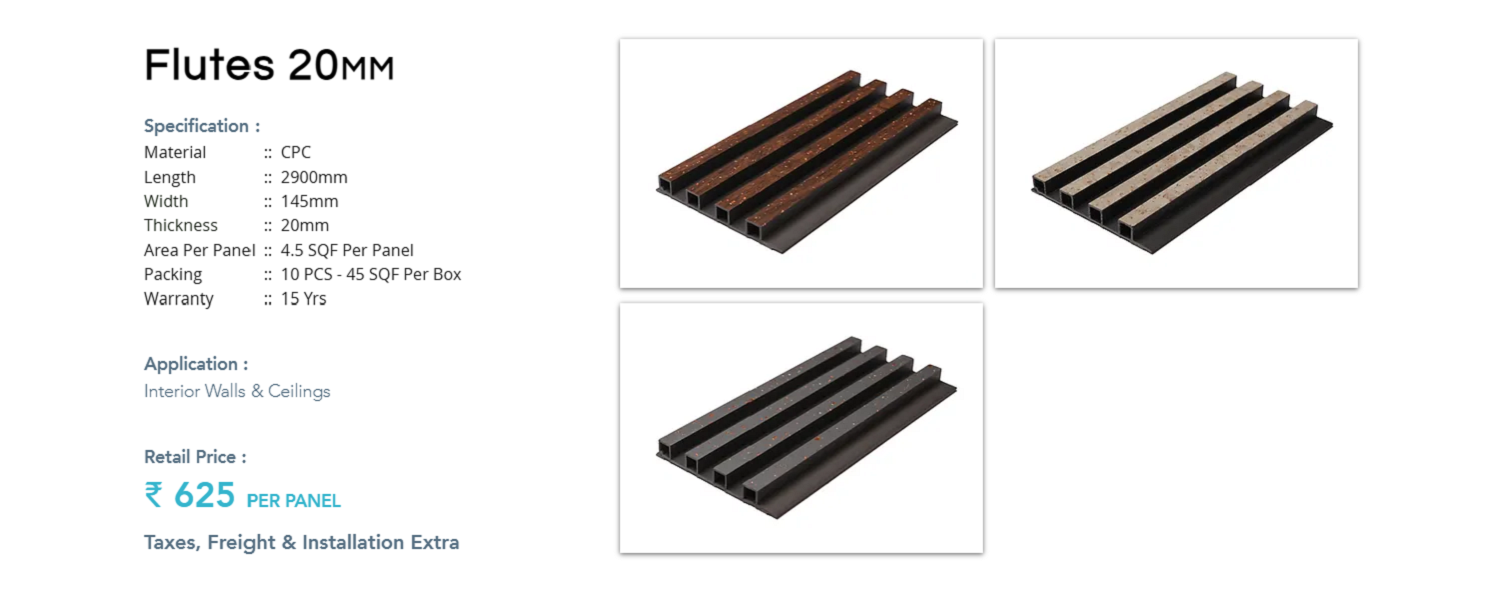 Flutes 20MM
Specification :
Material :: CPC
Length :: 2900mm
Width :: 145mm
Thickness :: 20mm
Area Per Panel :: 4.5 SQF Per Panel
Packing :: 10 PCS - 45 SQF Per Box
Warranty :: 15 Yrs
Application :
Interior Walls & Ceilings
Retail Price :
₹ 625 PER PANEL
Taxes, Freight & Installation Extra